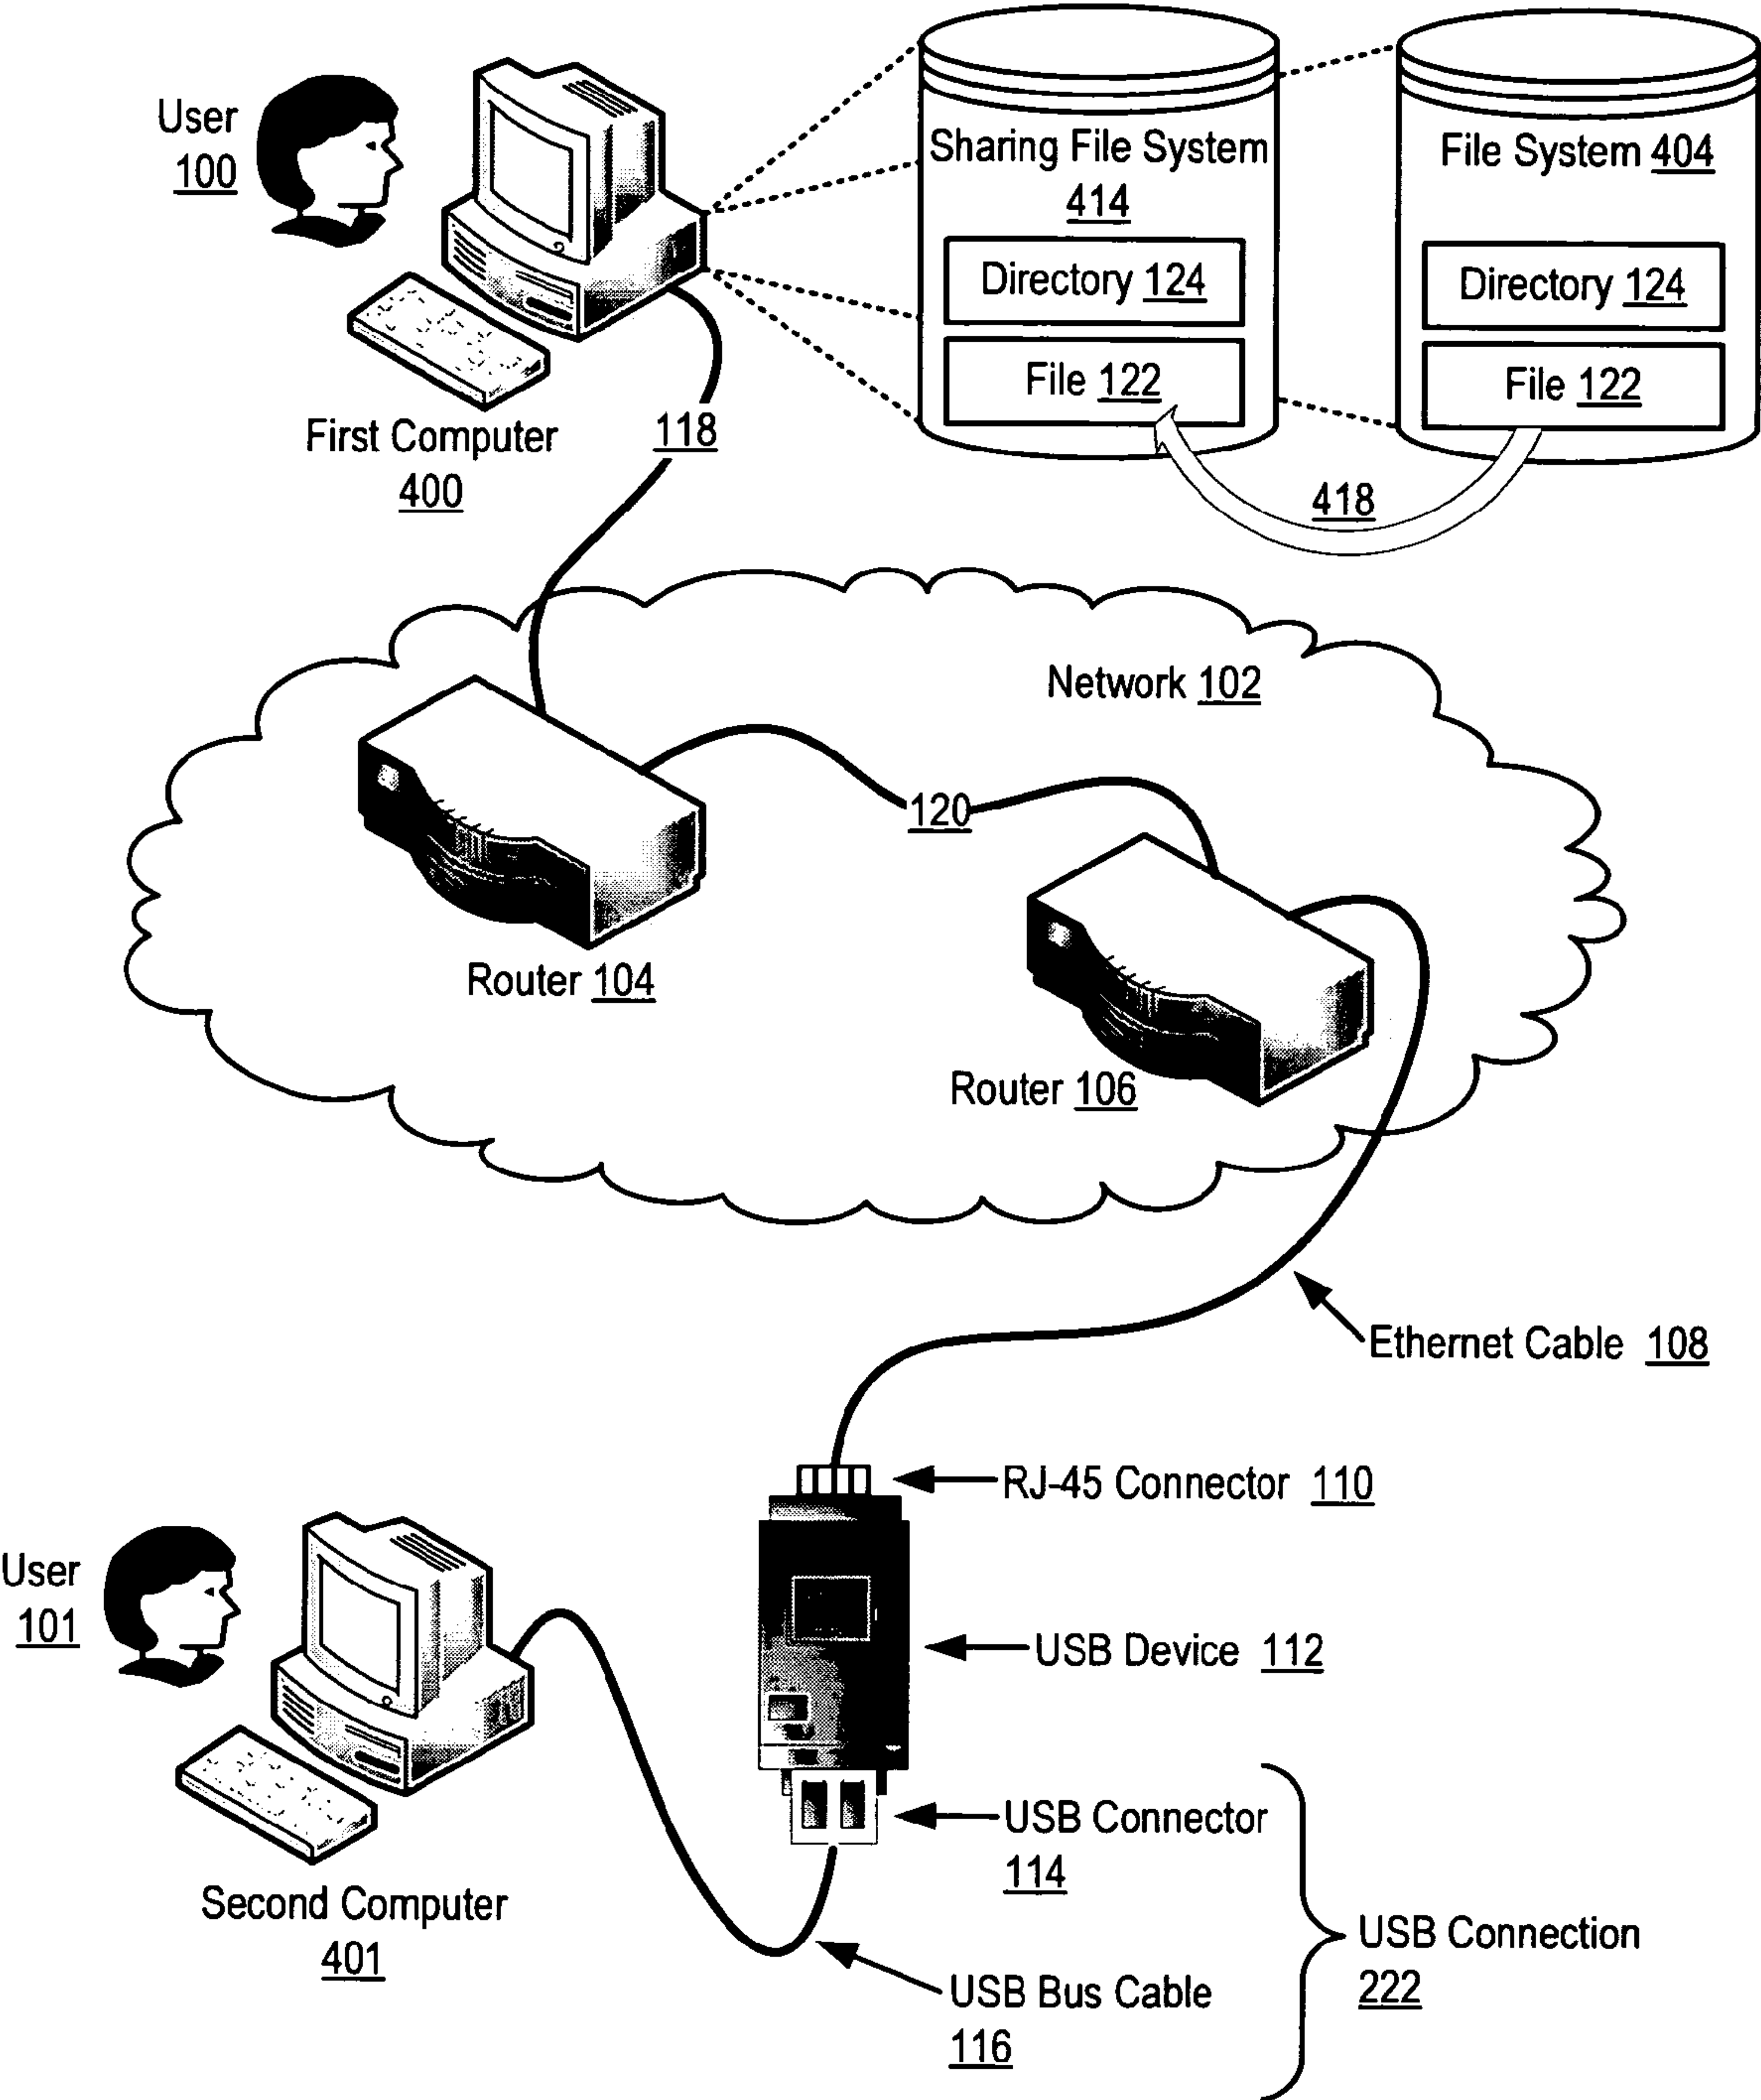 User
100
First Computer
400
118
Sharing File System
414
Directory 124
File 122
File System 404
Directory 124
File 122
418
Network 102
120
Router 104
Router 106
Ethernet Cable 108
RJ-45 Connector 110
User
101
USB Device 112
Second Computer
401
USB Connector
114
USB Connection
222
USB Bus Cable
116